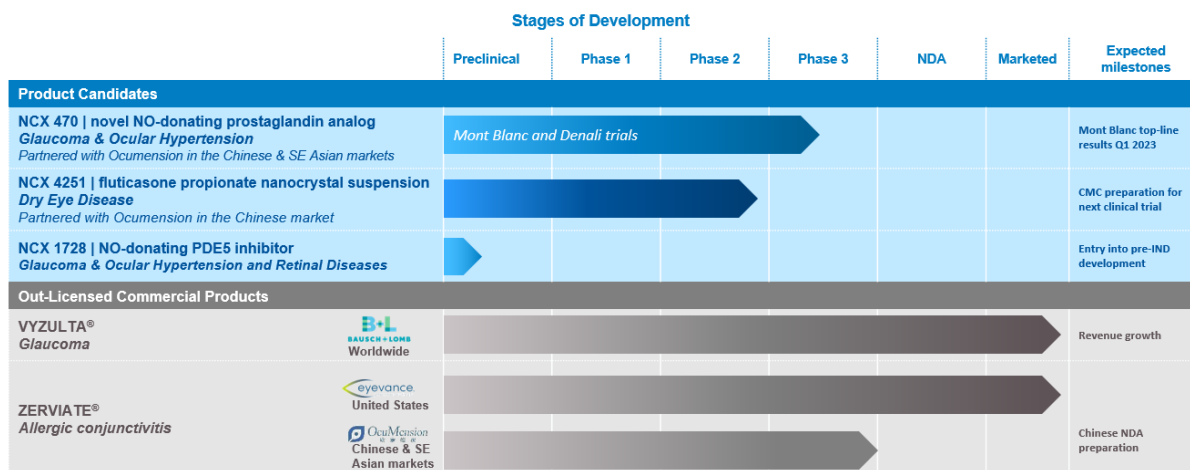 Stages of Development
Preclinical
Phase 1
Phase 2
Phase 3
NDA
Marketed
Expected
milestones
Product Candidates
NCX 470 | novel NO-donating prostaglandin analog
Glaucoma & Ocular Hypertension
Partnered with Ocumension in the Chinese & SE Asian markets
Mont Blanc and Denali trials
Mont Blanc top-line
results Q1 2023
NCX 4251 | fluticasone propionate nanocrystal suspension
Dry Eye Disease
Partnered with Ocumension in the Chinese market
CMC preparation for
next clinical trial
NCX 1728 | NO-donating PDE5 inhibitor
Glaucoma & Ocular Hypertension and Retinal Diseases
Entry into pre-IND
development
Out-Licensed Commercial Products
VYZULTA®
Glaucoma
B+L
BAUSCH+LOMB
Worldwide
Revenue growth
ZERVIATE®
Allergic conjunctivitis
eyevance.
United States
OcuMension
Chinese & SE
Asian markets
Chinese NDA
preparation